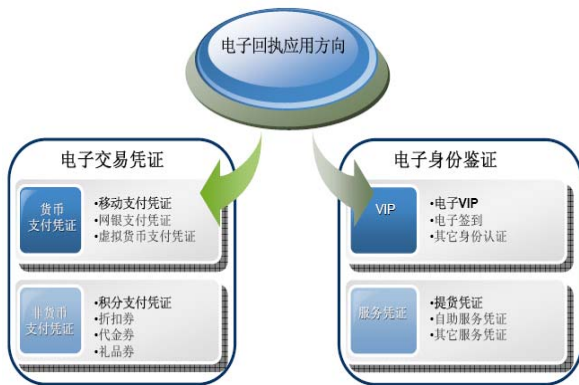 电子回执应用方向
电子交易凭证
货币
支付凭证
•移动支付凭证
•网银支付凭证
•虚拟货币支付凭证
非货币
支付凭证
•积分支付凭证
•折扣券
•代金券
•礼品券
电子身份鉴证
VIP
•电子VIP
•电子签到
•其它身份认证
服务凭证
•提货凭证
•自助服务凭证
•其它服务凭证